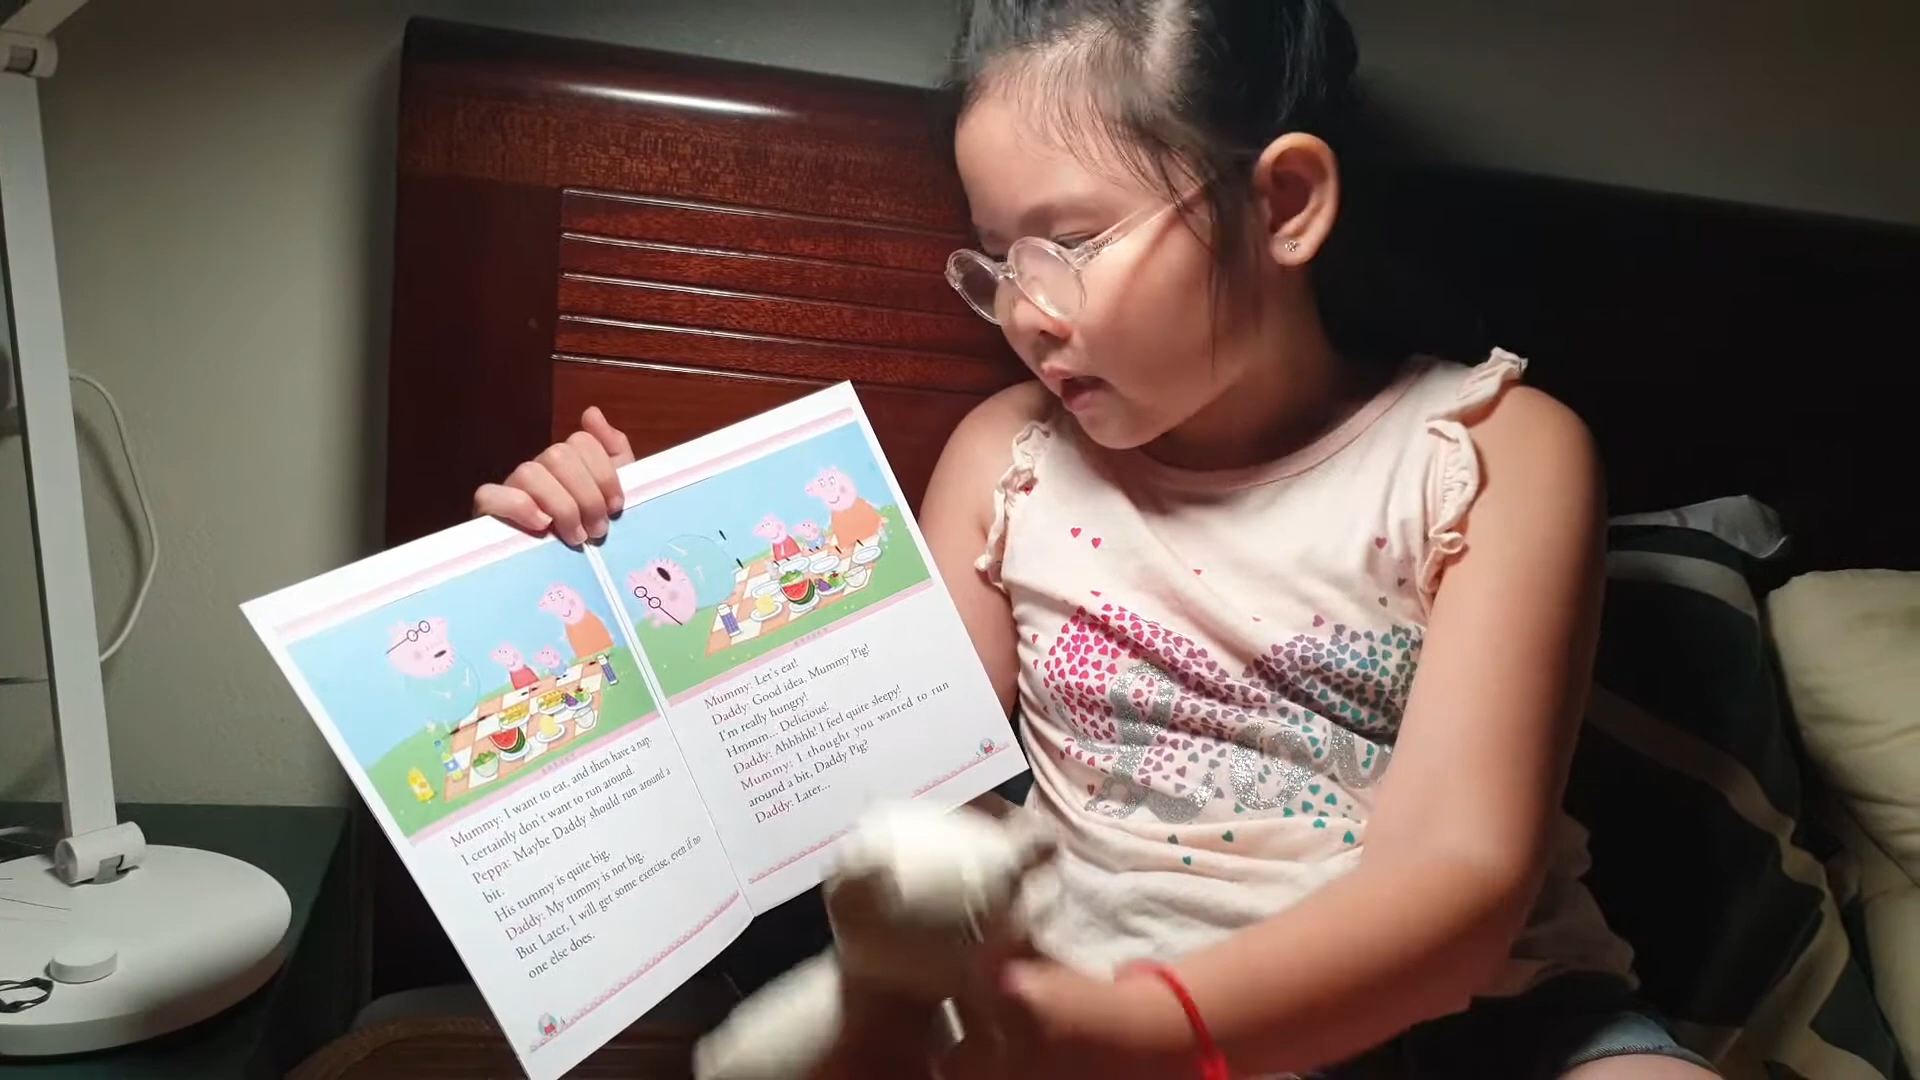 Mummy: I want to eat, and then have a nap.
I certainly don't want to run around.
Peppa: Maybe Daddy should run around a
bit.
His tummy is quite big.
Daddy: My tummy is not big.
But Later, I will get some exercise, even if no
one else does.
4
Mummy: Let's eat!
Daddy: Good idea, Mummy Pig!
I'm really hungry!
Hmmm... Delicious!
Daddy: Ahhhhh! I feel quite sleepy!
Mummy: I thought you wanted to run
around a bit, Daddy Pig?
Daddy: Later...
HAPPY
Love